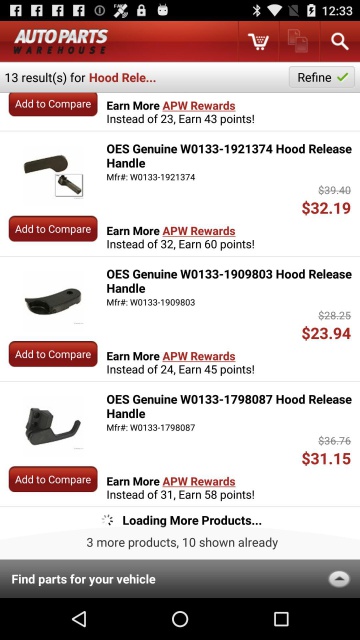 12:33
AUTO PARTS
WAREHOUSE
13 result(s) for Hood Rele...
Refine
Add to Compare
Earn More APW Rewards
Instead of 23, Earn 43 points!
OES Genuine W0133-1921374 Hood Release
Handle
Mfr#: W0133-1921374
$39.40
$32.19
Add to Compare
Earn More APW Rewards
Instead of 32, Earn 60 points!
OES Genuine W0133-1909803 Hood Release
Handle
Mfr#: W0133-1909803
$28.25
$23.94
Add to Compare
Earn More APW Rewards
Instead of 24, Earn 45 points!
OES Genuine W0133-1798087 Hood Release
Handle
Mfr#: W0133-1798087
$36.76
$31.15
Add to Compare
Earn More APW Rewards
Instead of 31, Earn 58 points!
Loading More Products...
3 more products, 10 shown already
Find parts for your vehicle